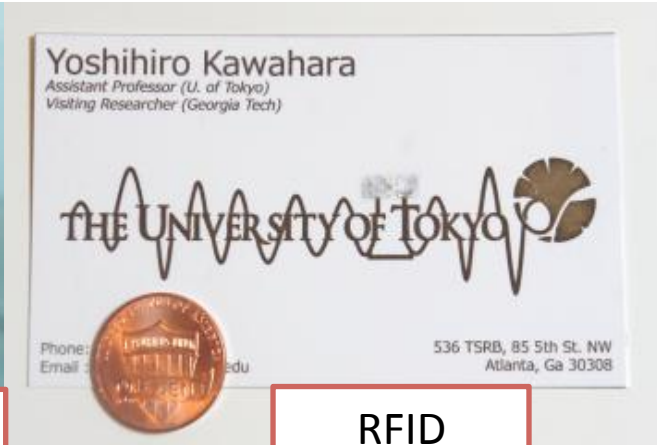 Yoshihiro Kawahara
Assistant Professor (U. of Tokyo)
Visiting Researcher (Georgia Tech)
THE UNIVERSITY OF TOKYO
Phone:
Email : edu
536 TSRB, 85 5th St. NW
Atlanta, Ga 30308
RFID